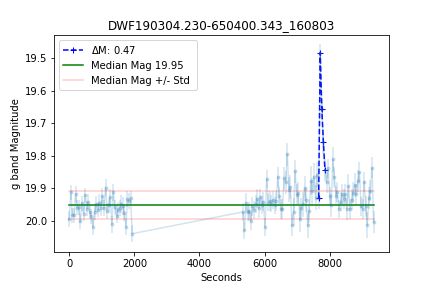 DWF190304.230-650400.343_160803
ΔM: 0.47
Median Mag 19.95
Median Mag +/- Std
g band Magnitude
19.5
19.6
19.7
19.8
19.9
20.0
0 2000 4000 6000 8000
Seconds